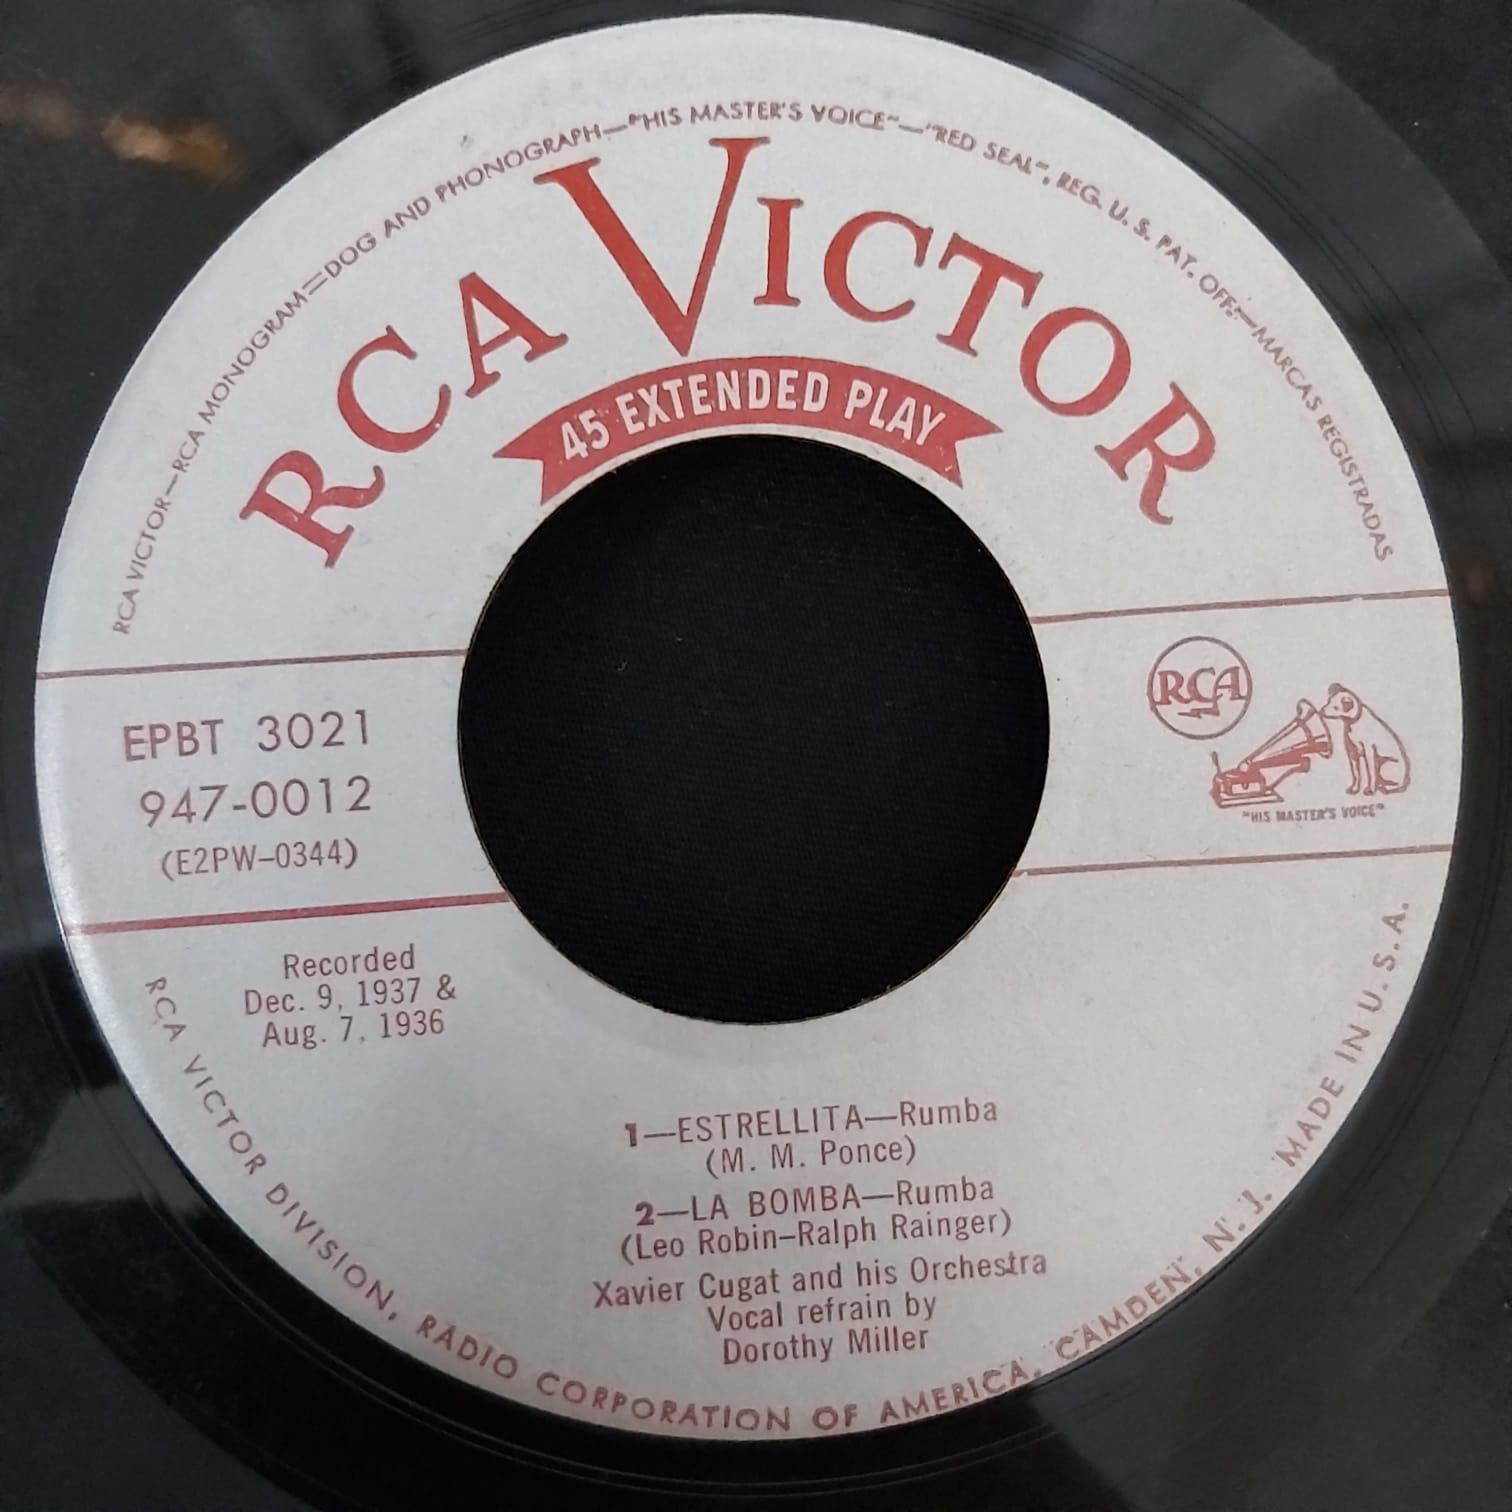 RCA VICTOR—RCA MONOGRAM—DOG AND PHONOGRAPH—"HIS MASTER'S VOICE"—"RED SEAL", REG. U. S. PAT. OFF.—MARCAS REGISTRADAS
RCA VICTOR
45 EXTENDED PLAY
EPBT 3021
947-0012
(E2PW-0344)
RCA
"HIS MASTER'S VOICE"
Recorded
Dec. 9, 1937 &
Aug. 7, 1936
1—ESTRELLITA—Rumba
(M. M. Ponce)
2—LA BOMBA—Rumba
(Leo Robin-Ralph Rainger)
Xavier Cugat and his Orchestra
Vocal refrain by
Dorothy Miller
RCA VICTOR DIVISION, RADIO CORPORATION OF AMERICA, CAMDEN, N. J. MADE IN U. S. A.